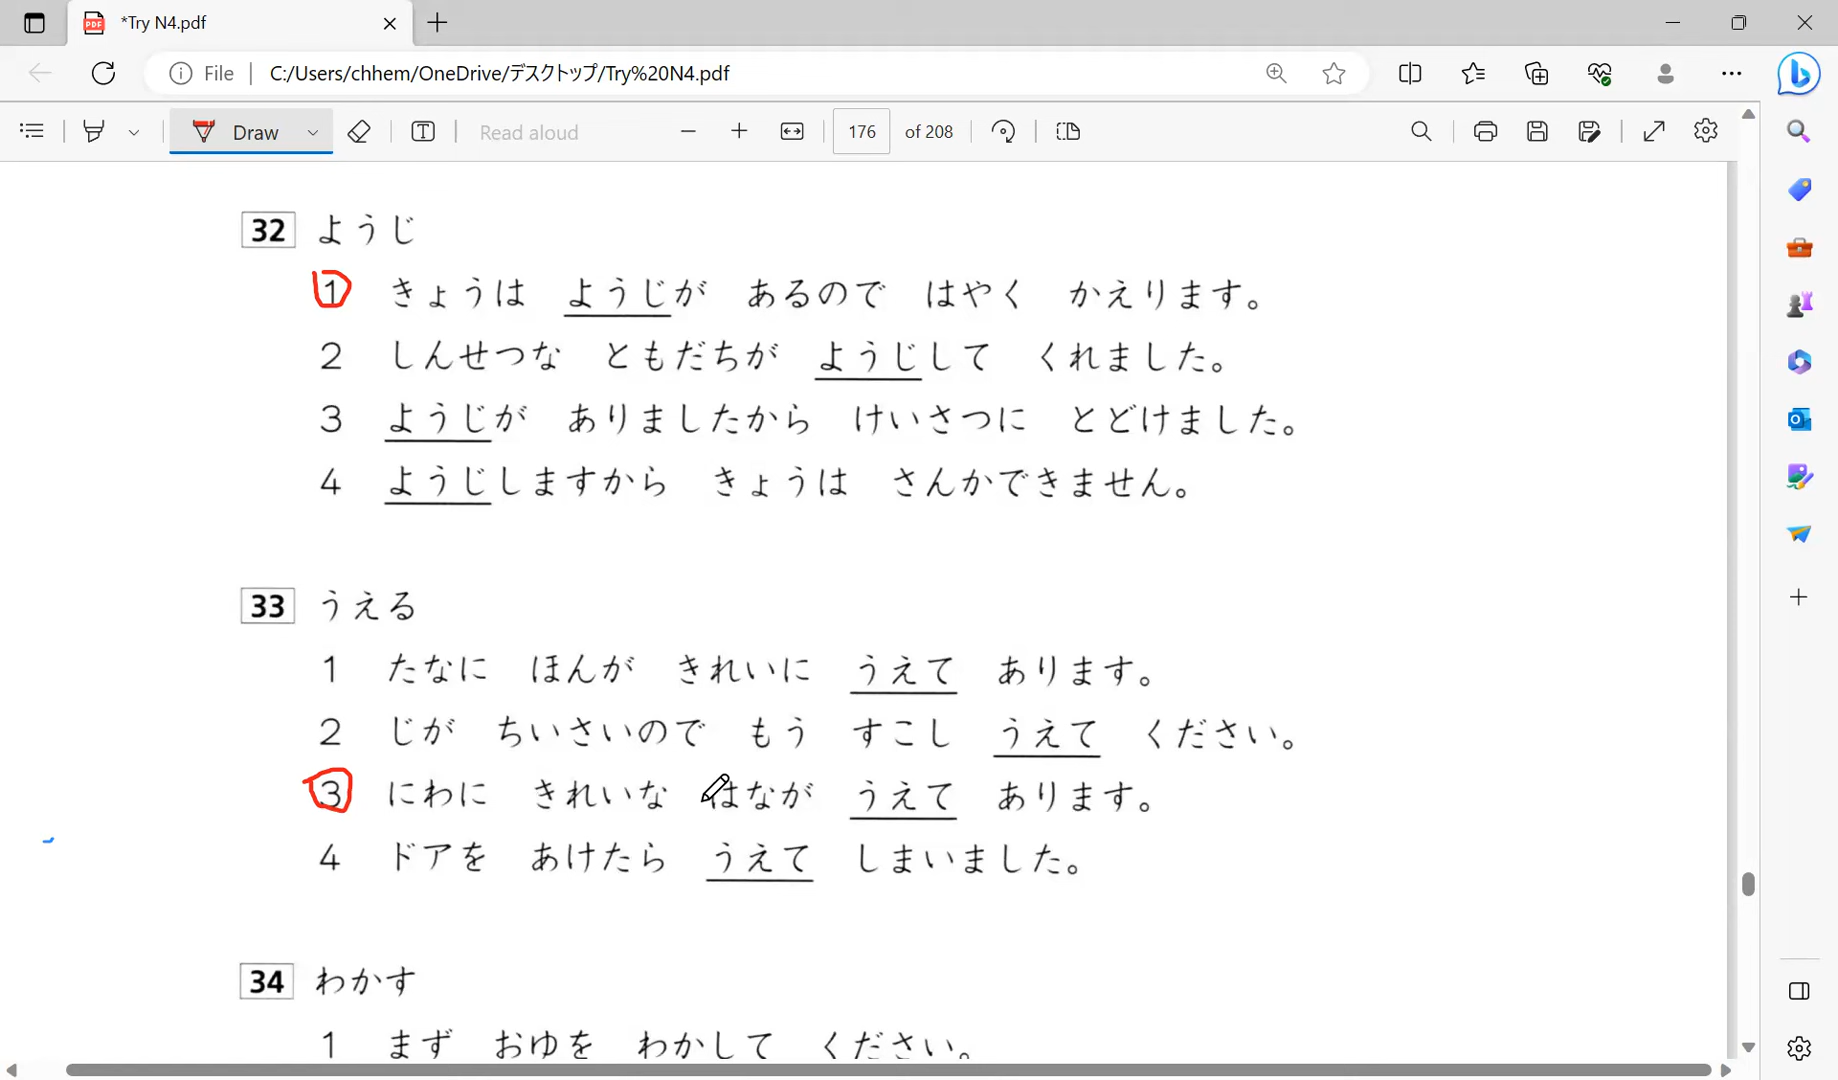 *Try N4.pdf
File C:/Users/chhem/OneDrive/デスクトップ/Try%20N4.pdf
Draw Read aloud 176 of 208
32 ようじ
1 きょうは ようじが あるので はやく かえります。
2 しんせつな ともだちが ようじして くれました。
3 ようじが ありましたから けいさつに とどけました。
4 ようじしますから きょうは さんかできません。
33 うえる
1 たなに ほんが きれいに うえて あります。
2 じが ちいさいので もう すこし うえて ください。
3 にわに きれいな はなが うえて あります。
4 ドアを あけたら うえて しまいました。
34 わかす
1 まず おゆを わかして ください。